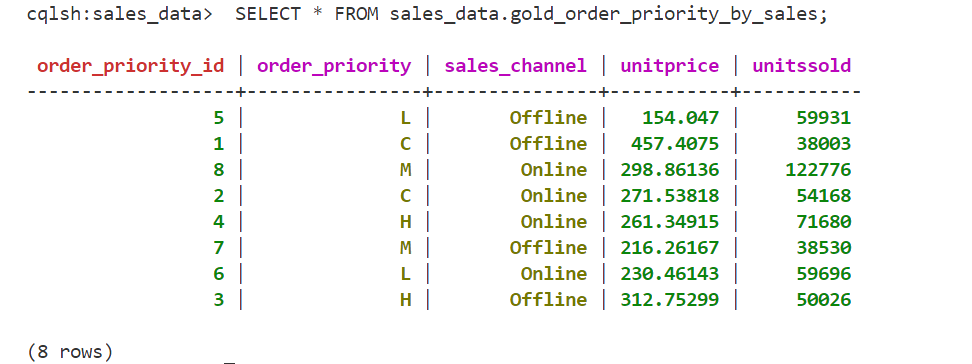 cqlsh:sales_data>  SELECT * FROM sales_data.gold_order_priority_by_sales;
 order_priority_id | order_priority | sales_channel | unitprice | unitssold
-------------------+----------------+---------------+-----------+-----------
                 5 |              L |       Offline |   154.047 |     59931
                 1 |              C |       Offline |  457.4075 |     38003
                 8 |              M |        Online | 298.86136 |    122776
                 2 |              C |        Online | 271.53818 |     54168
                 4 |              H |        Online | 261.34915 |     71680
                 7 |              M |       Offline | 216.26167 |     38530
                 6 |              L |        Online | 230.46143 |     59696
                 3 |              H |       Offline | 312.75299 |     50026
(8 rows)